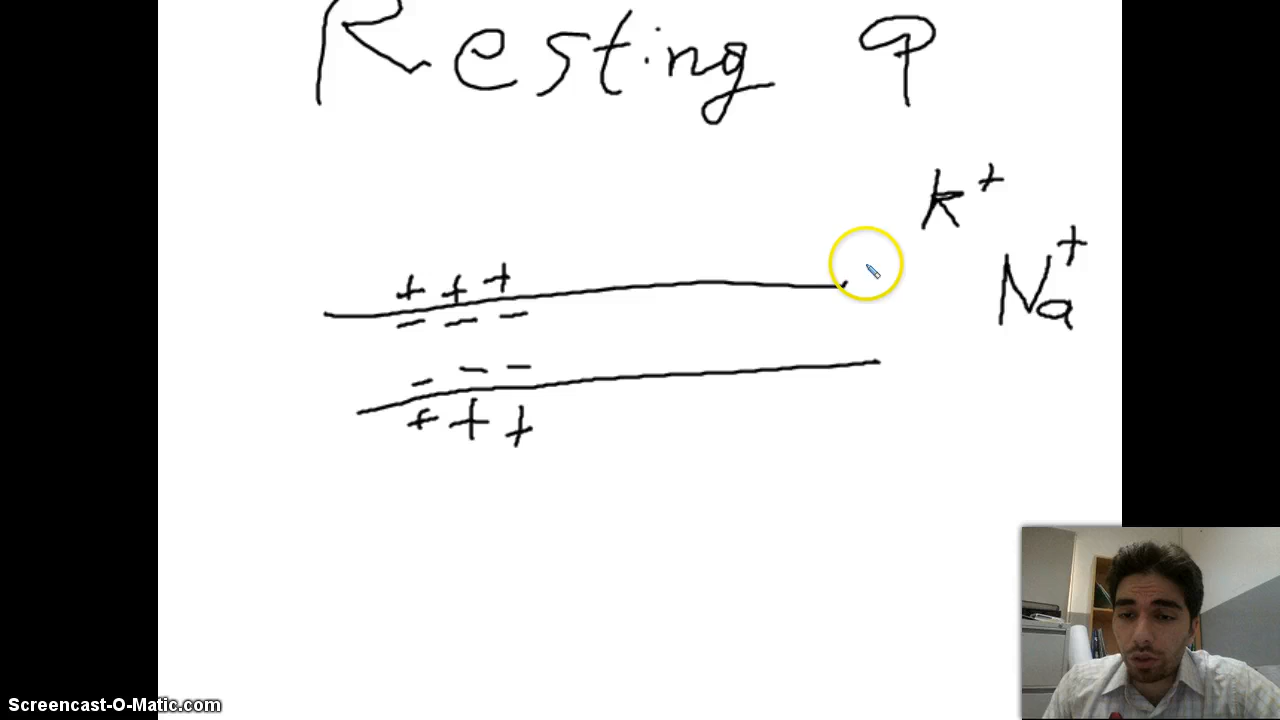 Resting φ
K+
Na+
+ + +
− − −
− − −
+ + +
Screencast-O-Matic.com